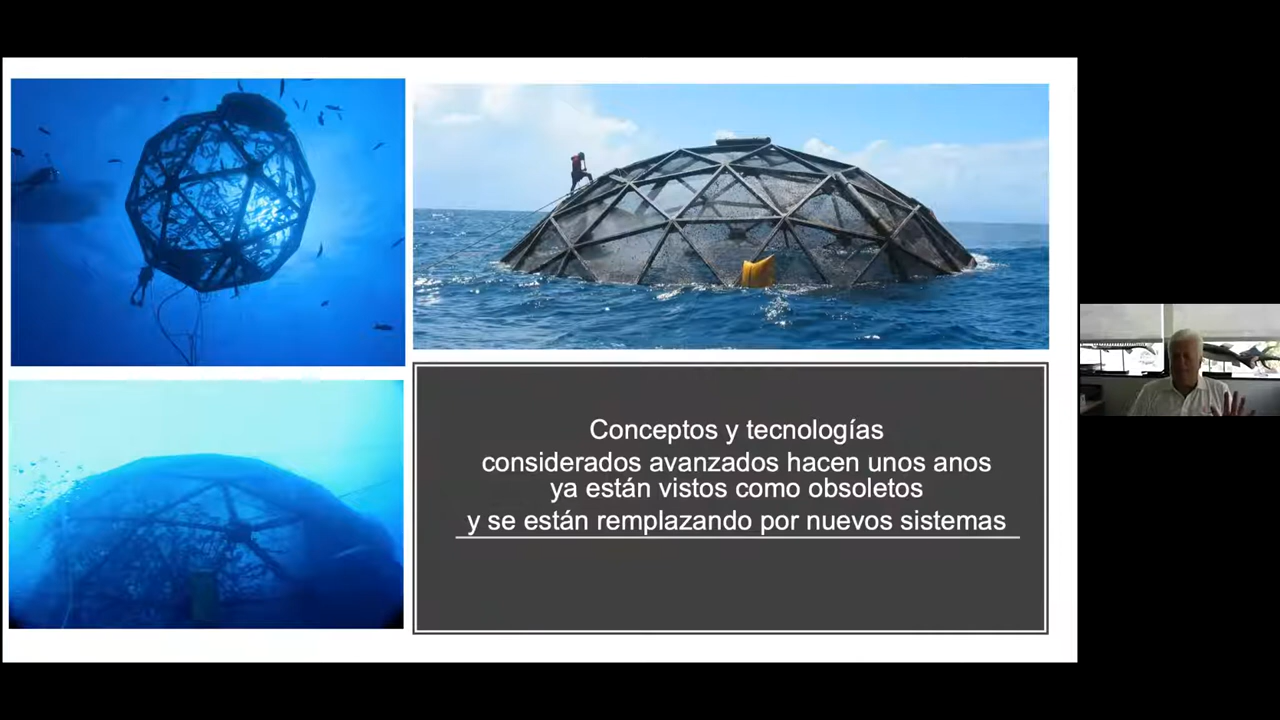 Conceptos y tecnologías
considerados avanzados hacen unos anos
ya están vistos como obsoletos
y se están remplazando por nuevos sistemas